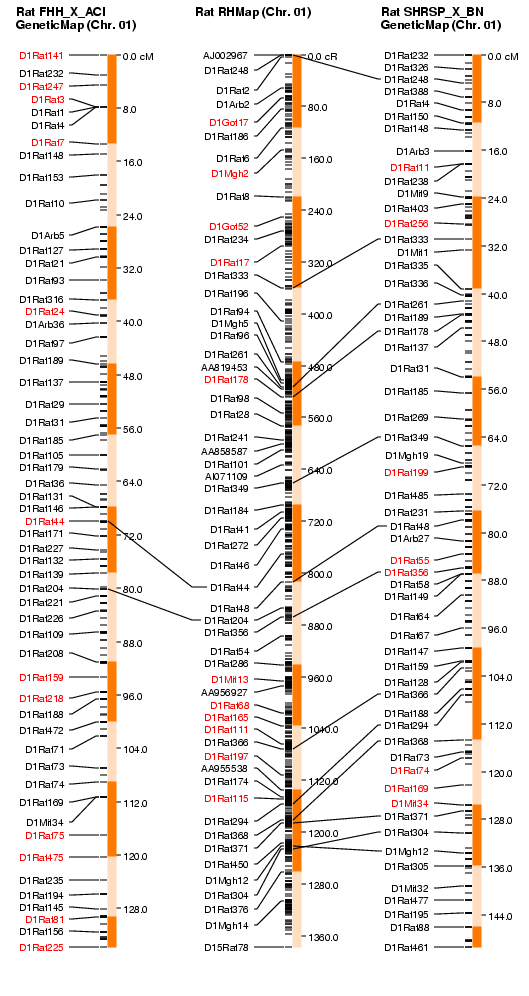 Rat FHH_X_ACI
GeneticMap (Chr. 01)
D1Rat141
D1Rat232
D1Rat247
D1Rat3
D1Rat1
D1Rat4
D1Rat7
D1Rat148
D1Rat153
D1Rat10
D1Arb5
D1Rat127
D1Rat21
D1Rat93
D1Rat316
D1Rat24
D1Arb36
D1Rat97
D1Rat189
D1Rat137
D1Rat29
D1Rat31
D1Rat185
D1Rat105
D1Rat179
D1Rat36
D1Rat131
D1Rat146
D1Rat44
D1Rat171
D1Rat227
D1Rat132
D1Rat139
D1Rat204
D1Rat221
D1Rat226
D1Rat109
D1Rat208
D1Rat159
D1Rat218
D1Rat188
D1Rat472
D1Rat71
D1Rat73
D1Rat74
D1Rat169
D1Mit34
D1Rat75
D1Rat475
D1Rat235
D1Rat194
D1Rat145
D1Rat81
D1Rat156
D1Rat225
0.0 cM
8.0
16.0
24.0
32.0
40.0
48.0
56.0
64.0
72.0
80.0
88.0
96.0
104.0
112.0
120.0
128.0
Rat RHMap (Chr. 01)
AJ002967
D1Rat248
D1Rat2
D1Arb2
D1Got17
D1Rat186
D1Rat6
D1Mgh2
D1Rat8
D1Got52
D1Rat234
D1Rat17
D1Rat333
D1Rat196
D1Rat94
D1Mgh5
D1Rat96
D1Rat261
AA819453
D1Rat178
D1Rat98
D1Rat28
D1Rat241
AA858587
D1Rat101
AI071109
D1Rat349
D1Rat184
D1Rat41
D1Rat272
D1Rat46
D1Rat44
D1Rat48
D1Rat204
D1Rat356
D1Rat54
D1Rat286
D1Mit13
AA956927
D1Rat68
D1Rat165
D1Rat111
D1Rat366
D1Rat197
AA955538
D1Rat174
D1Rat115
D1Rat294
D1Rat368
D1Rat371
D1Rat450
D1Mgh12
D1Rat304
D1Rat376
D1Mgh14
D15Rat78
0.0 cR
80.0
160.0
240.0
320.0
400.0
480.0
560.0
640.0
720.0
800.0
880.0
960.0
1040.0
1120.0
1200.0
1280.0
1360.0
Rat SHRSP_X_BN
GeneticMap (Chr. 01)
D1Rat232
D1Rat326
D1Rat248
D1Rat388
D1Rat4
D1Rat150
D1Rat148
D1Arb3
D1Rat11
D1Rat238
D1Mit9
D1Rat403
D1Rat256
D1Rat333
D1Mit1
D1Rat335
D1Rat336
D1Rat261
D1Rat189
D1Rat178
D1Rat137
D1Rat31
D1Rat185
D1Rat269
D1Rat349
D1Mgh19
D1Rat199
D1Rat485
D1Rat231
D1Rat48
D1Arb27
D1Rat55
D1Rat356
D1Rat58
D1Rat149
D1Rat64
D1Rat67
D1Rat147
D1Rat159
D1Rat128
D1Rat366
D1Rat188
D1Rat294
D1Rat368
D1Rat73
D1Rat74
D1Rat169
D1Mit34
D1Rat371
D1Rat304
D1Mgh12
D1Rat305
D1Mit32
D1Rat477
D1Rat195
D1Rat88
D1Rat461
0.0 cM
8.0
16.0
24.0
32.0
40.0
48.0
56.0
64.0
72.0
80.0
88.0
96.0
104.0
112.0
120.0
128.0
136.0
144.0